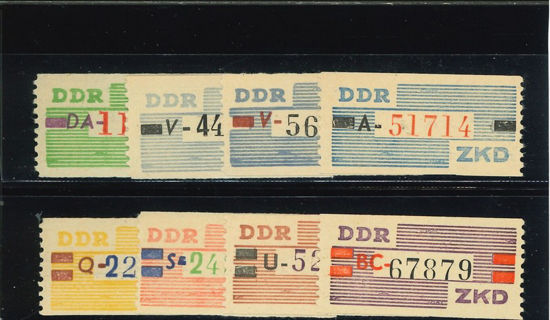 DDR
DA-11
DDR
V-44
DDR
V-56
DDR
A-51714
ZKD
DDR
Q-22
DDR
S-24
DDR
U-52
DDR
BC-67879
ZKD